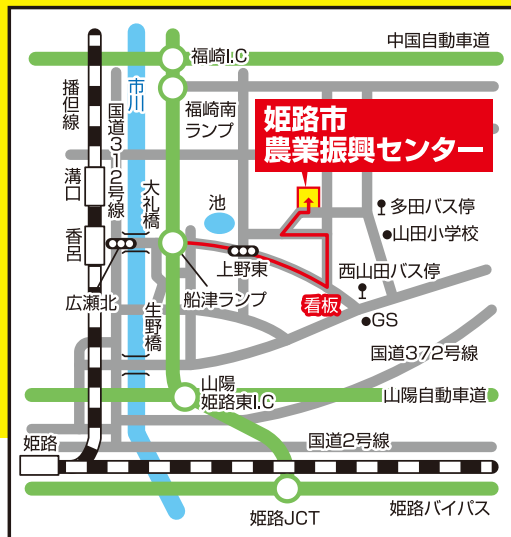 中国自動車道
福崎I.C
播但線
国道312号線
市川
福崎南
ランプ
姫路市
農業振興センター
溝口
大札橋
池
多田バス停
山田小学校
香呂
上野東
西山田バス停
広瀬北
船津ランプ
看板
生野橋
GS
国道372号線
山陽
姫路東I.C
山陽自動車道
姫路
国道2号線
姫路JCT
姫路バイパス